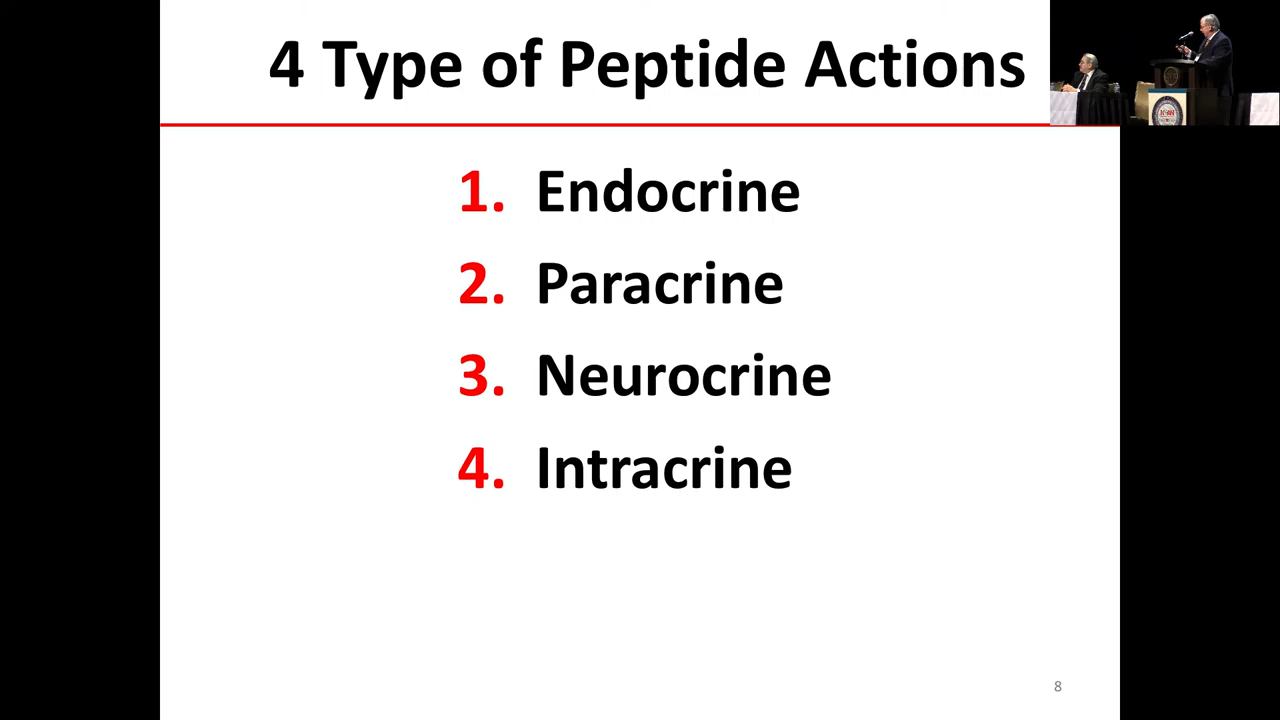 4 Type of Peptide Actions
1. Endocrine
2. Paracrine
3. Neurocrine
4. Intracrine
8